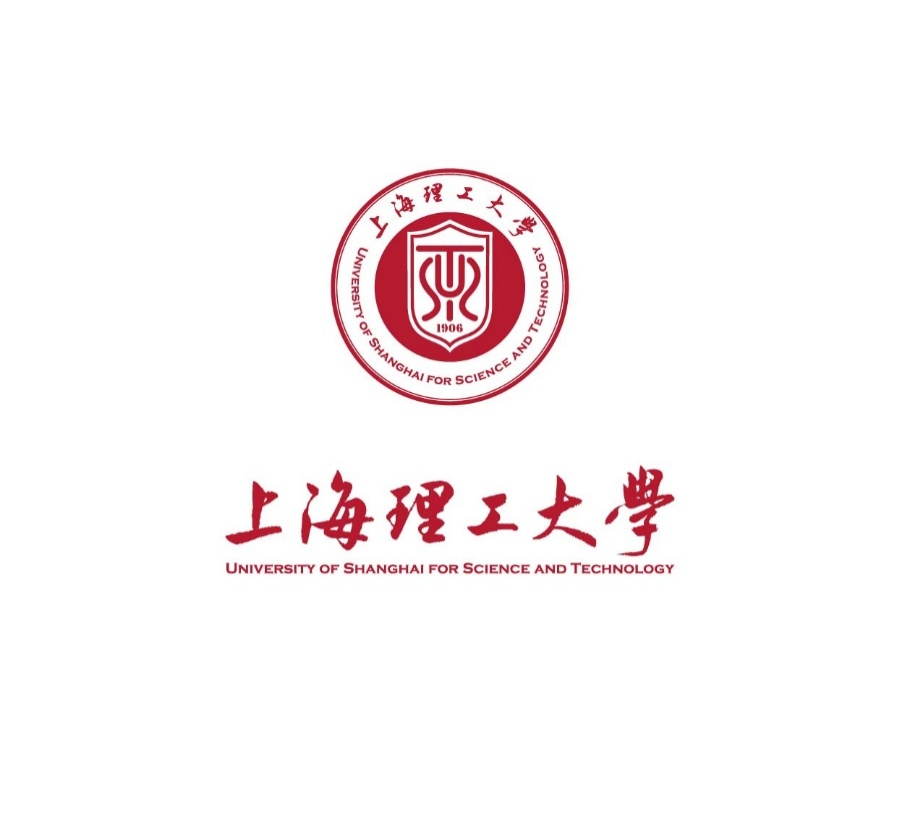 上海理工大學
UNIVERSITY OF SHANGHAI FOR SCIENCE AND TECHNOLOGY
TUS
1906
上海理工大學
UNIVERSITY OF SHANGHAI FOR SCIENCE AND TECHNOLOGY